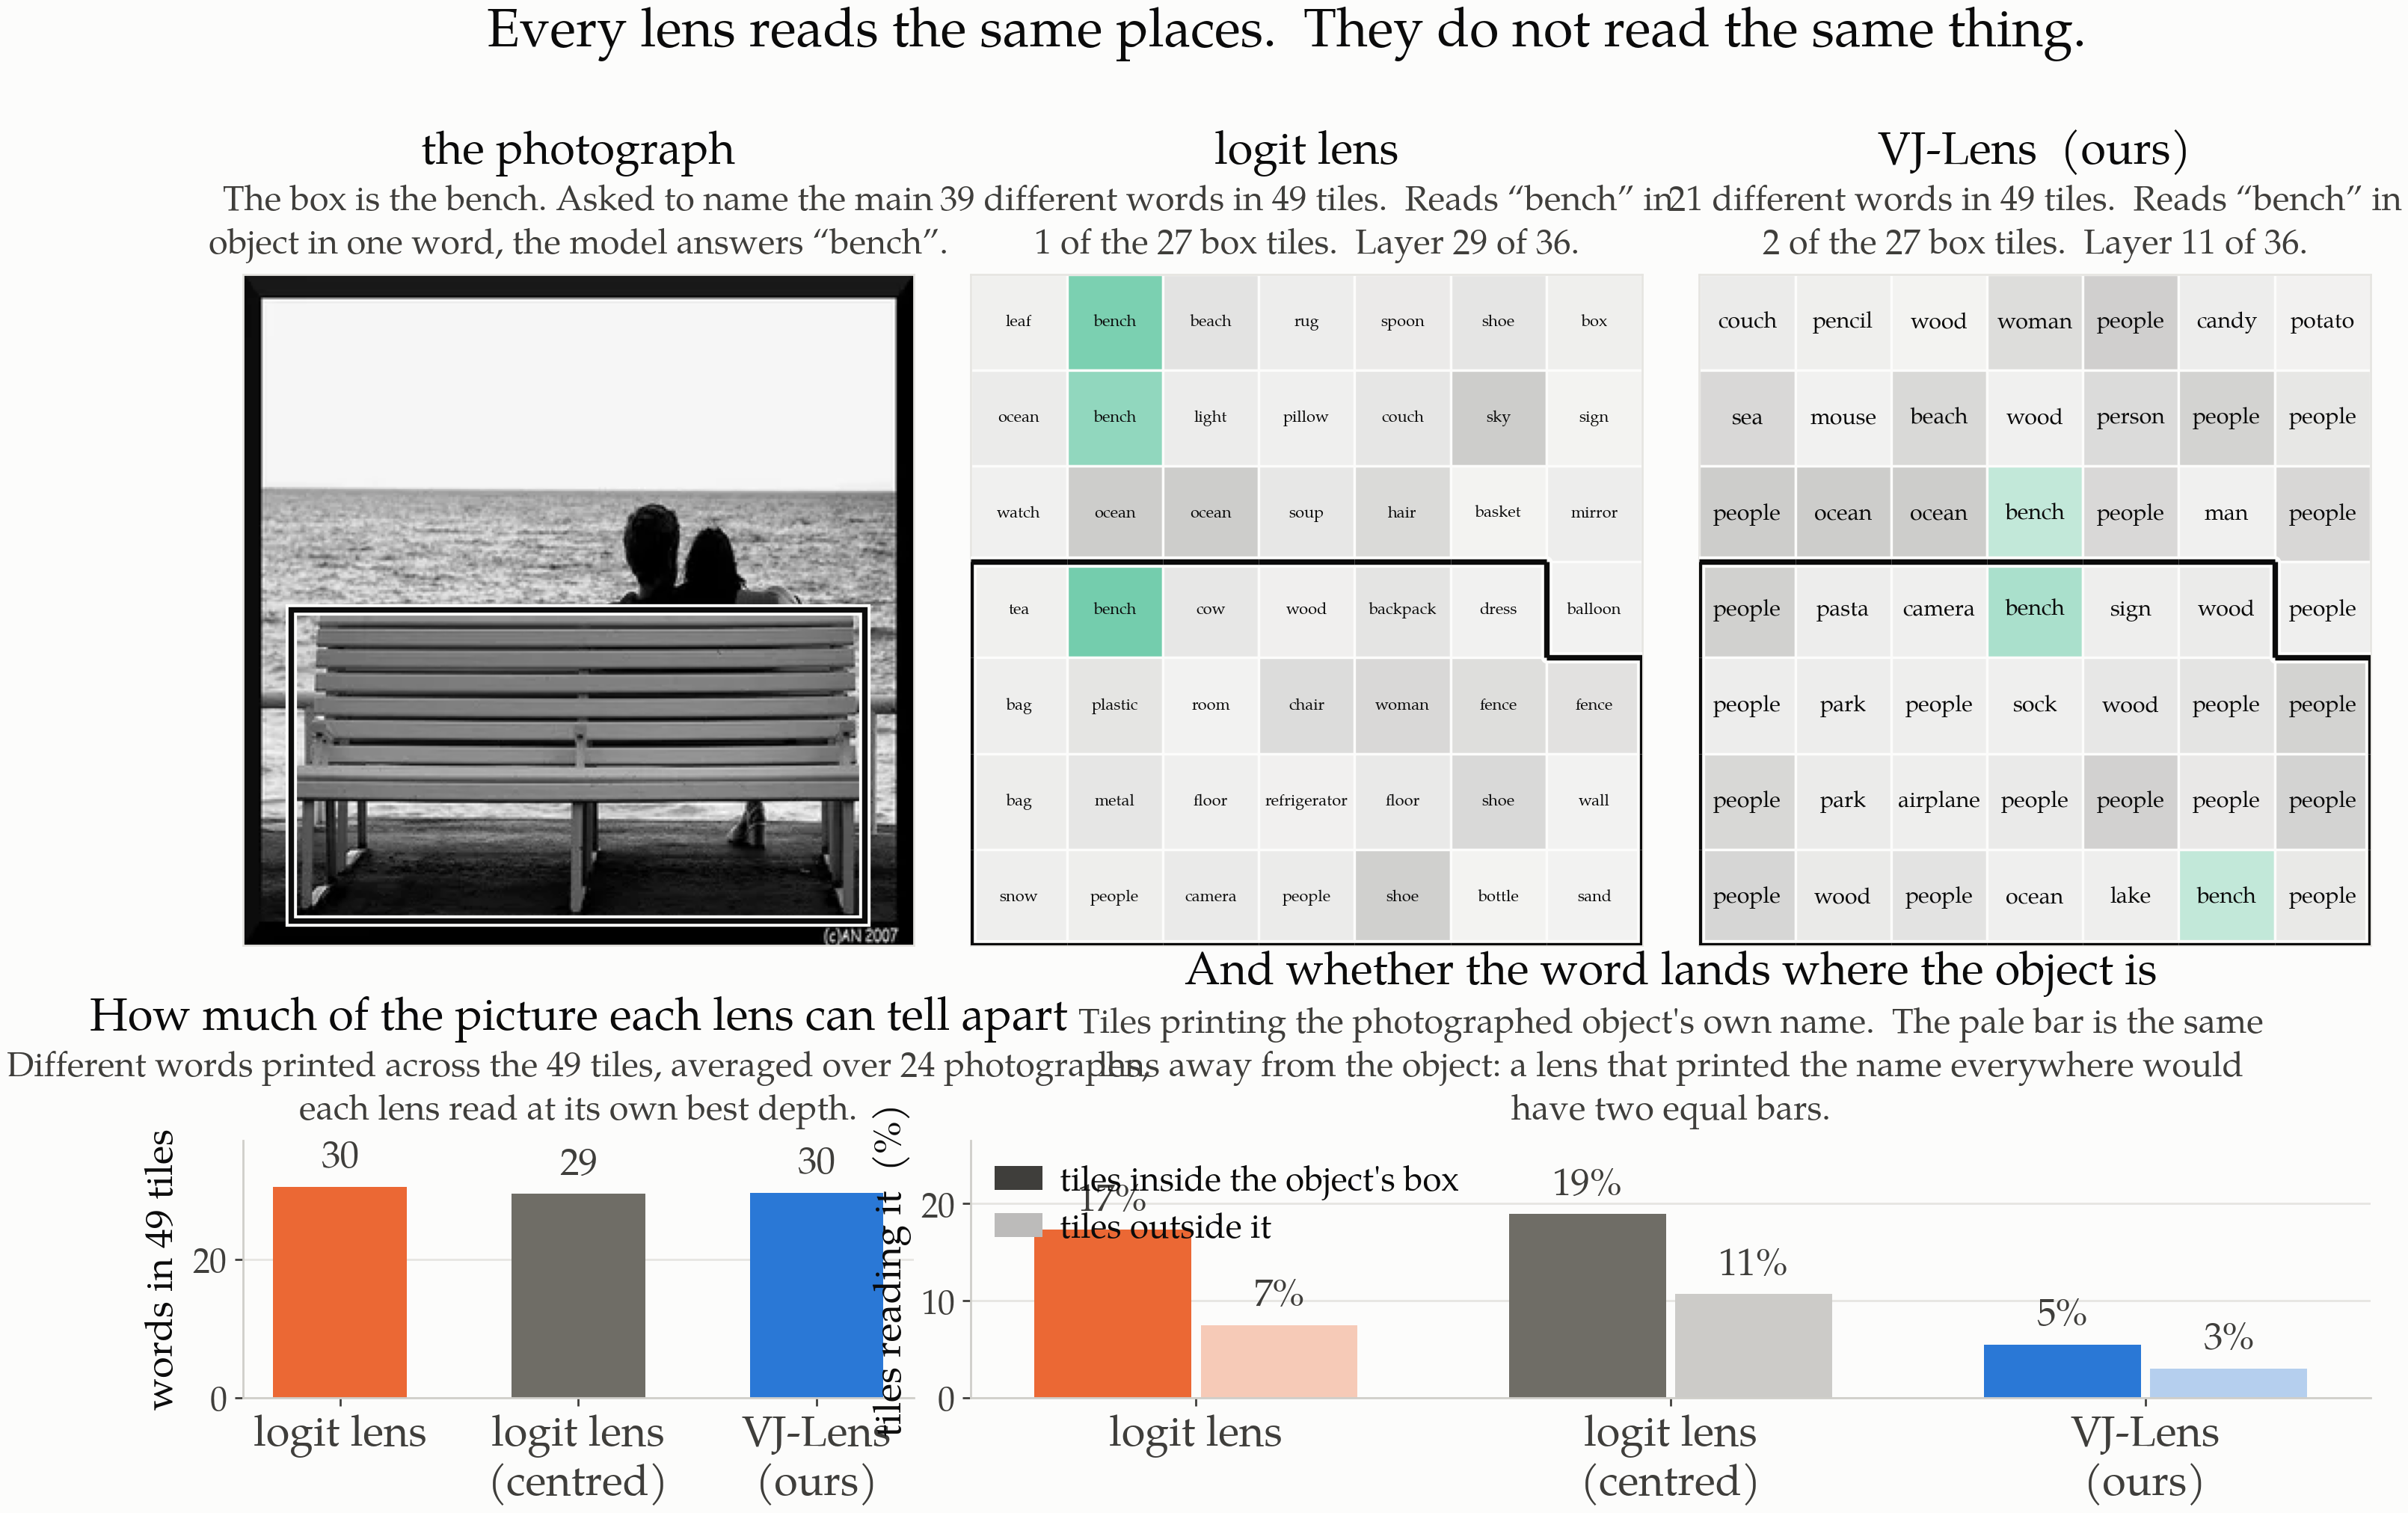 Every lens reads the same places. They do not read the same thing.
the photograph
The box is the bench. Asked to name the main
object in one word, the model answers “bench”.
logit lens
39 different words in 49 tiles. Reads “bench” in
1 of the 27 box tiles. Layer 29 of 36.
VJ-Lens (ours)
21 different words in 49 tiles. Reads “bench” in
2 of the 27 box tiles. Layer 11 of 36.
(c)AN 2007
leaf bench beach rug spoon shoe box
ocean bench light pillow couch sky sign
watch ocean ocean soup hair basket mirror
tea bench cow wood backpack dress balloon
bag plastic room chair woman fence fence
bag metal floor refrigerator floor shoe wall
snow people camera people shoe bottle sand
couch pencil wood woman people candy potato
sea mouse beach wood person people people
people ocean ocean bench people man people
people pasta camera bench sign wood people
people park people sock wood people people
people park airplane people people people people
people wood people ocean lake bench people
How much of the picture each lens can tell apart
Different words printed across the 49 tiles, averaged over 24 photographs,
each lens read at its own best depth.
words in 49 tiles
20
0
30
29
30
logit lens
logit lens
(centred)
VJ-Lens
(ours)
And whether the word lands where the object is
Tiles printing the photographed object's own name. The pale bar is the same
lens away from the object: a lens that printed the name everywhere would
have two equal bars.
tiles reading it (%)
20
10
0
tiles inside the object's box
tiles outside it
17%
7%
19%
11%
5%
3%
logit lens
logit lens
(centred)
VJ-Lens
(ours)